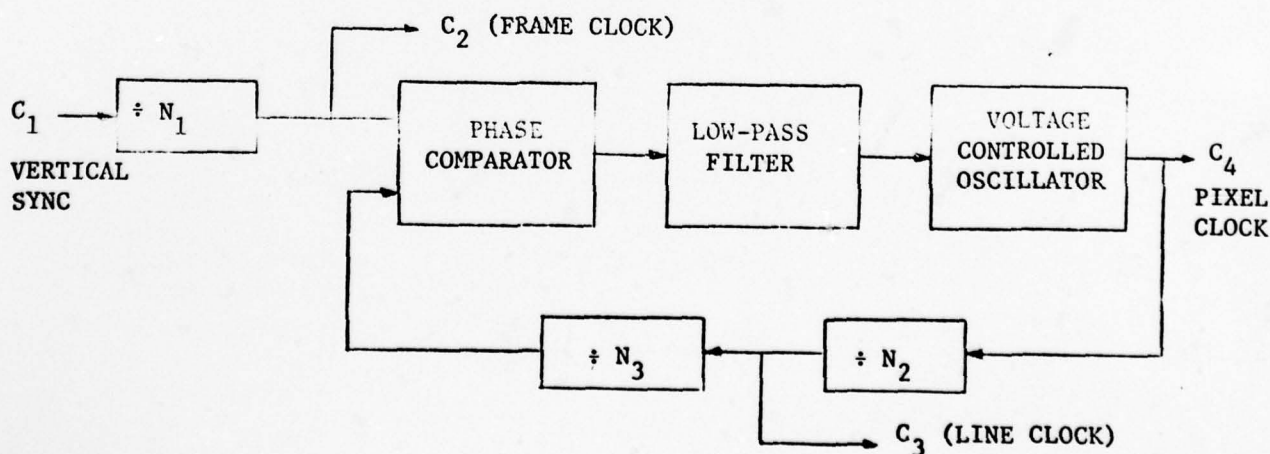 C2 (FRAME CLOCK)
C1
VERTICAL
SYNC
÷ N1
PHASE
COMPARATOR
LOW-PASS
FILTER
VOLTAGE
CONTROLLED
OSCILLATOR
C4
PIXEL
CLOCK
÷ N3
÷ N2
C3 (LINE CLOCK)